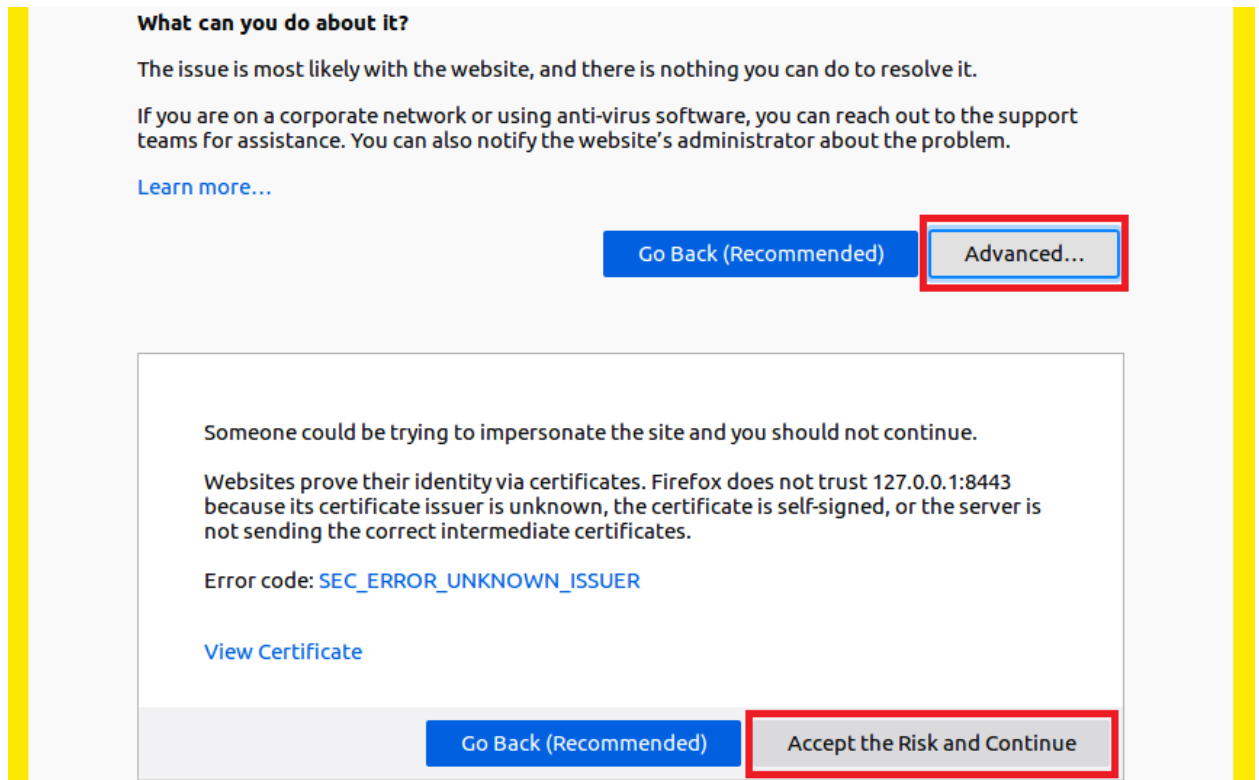 What can you do about it?
The issue is most likely with the website, and there is nothing you can do to resolve it.
If you are on a corporate network or using anti-virus software, you can reach out to the support
teams for assistance. You can also notify the website’s administrator about the problem.
Learn more…
Go Back (Recommended) Advanced…
Someone could be trying to impersonate the site and you should not continue.
Websites prove their identity via certificates. Firefox does not trust 127.0.0.1:8443
because its certificate issuer is unknown, the certificate is self-signed, or the server is
not sending the correct intermediate certificates.
Error code: SEC_ERROR_UNKNOWN_ISSUER
View Certificate
Go Back (Recommended) Accept the Risk and Continue